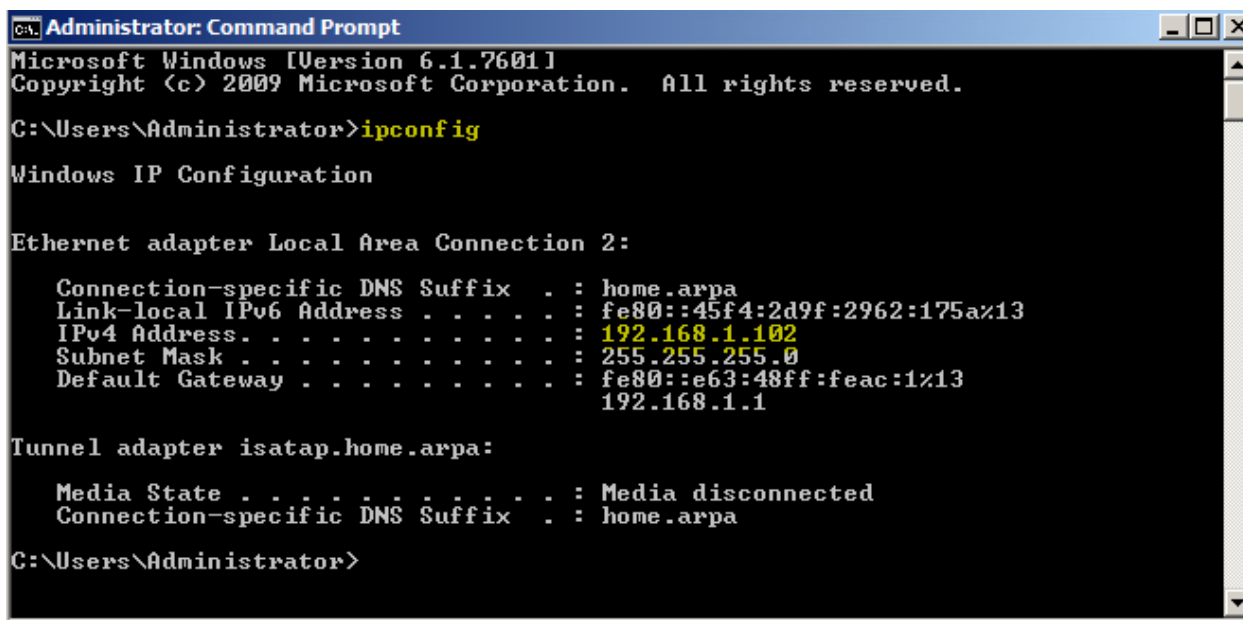 Administrator: Command Prompt
Microsoft Windows [Version 6.1.7601]
Copyright (c) 2009 Microsoft Corporation.  All rights reserved.
C:\Users\Administrator>ipconfig
Windows IP Configuration
Ethernet adapter Local Area Connection 2:
   Connection-specific DNS Suffix  . : home.arpa
   Link-local IPv6 Address . . . . . : fe80::45f4:2d9f:2962:175a%13
   IPv4 Address. . . . . . . . . . . : 192.168.1.102
   Subnet Mask . . . . . . . . . . . : 255.255.255.0
   Default Gateway . . . . . . . . . : fe80::e63:48ff:feac:1%13
                                       192.168.1.1
Tunnel adapter isatap.home.arpa:
   Media State . . . . . . . . . . . : Media disconnected
   Connection-specific DNS Suffix  . : home.arpa
C:\Users\Administrator>